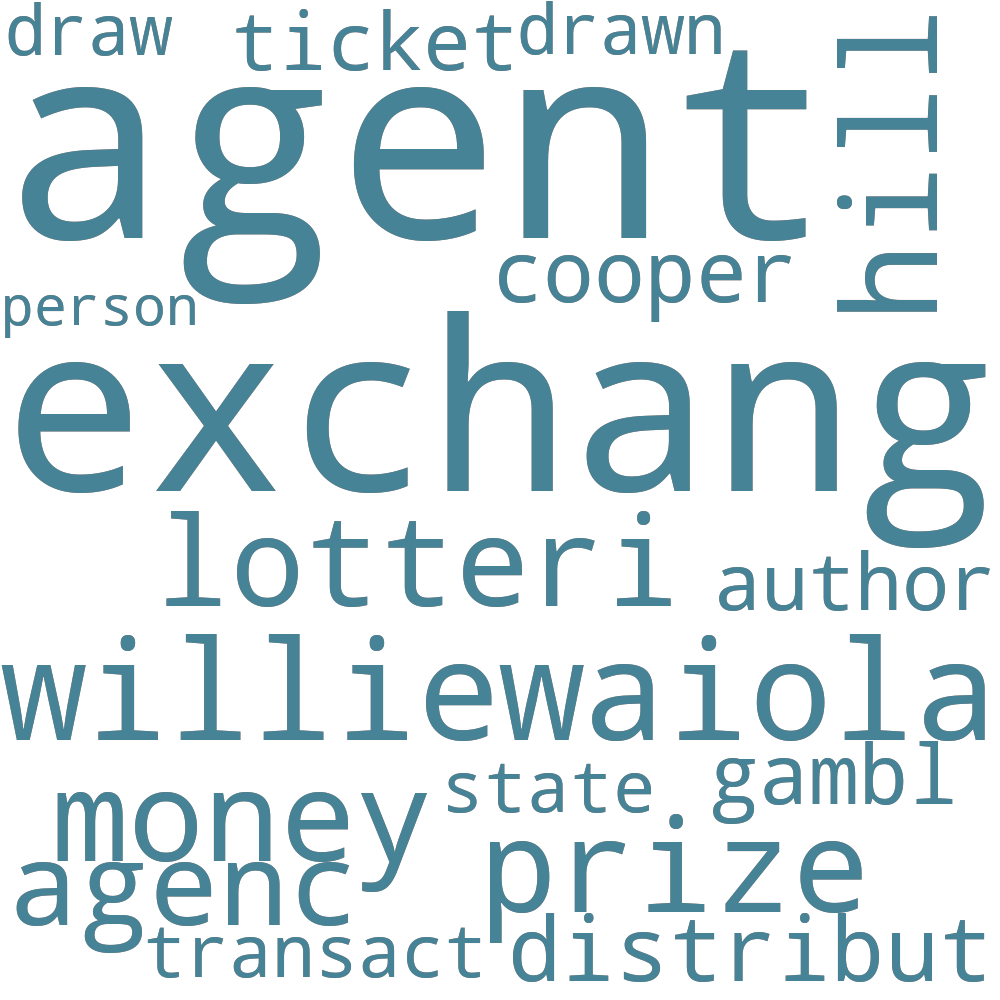 draw ticket drawn
agent
hill
cooper
person
exchang
lotteri
author
williewaiola
state gambl
money
prize
agenc
transact distribut